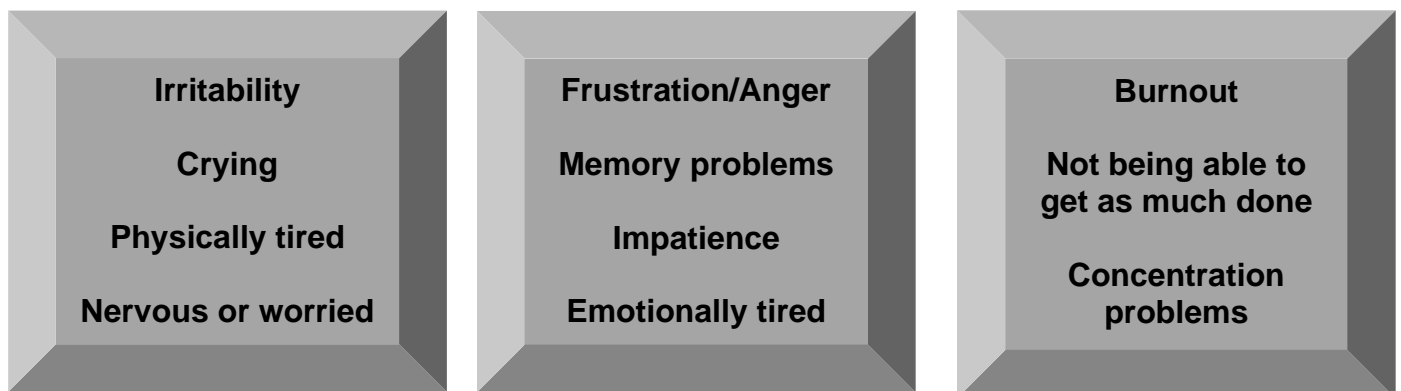 Irritability
Crying
Physically tired
Nervous or worried
Frustration/Anger
Memory problems
Impatience
Emotionally tired
Burnout
Not being able to
get as much done
Concentration
problems